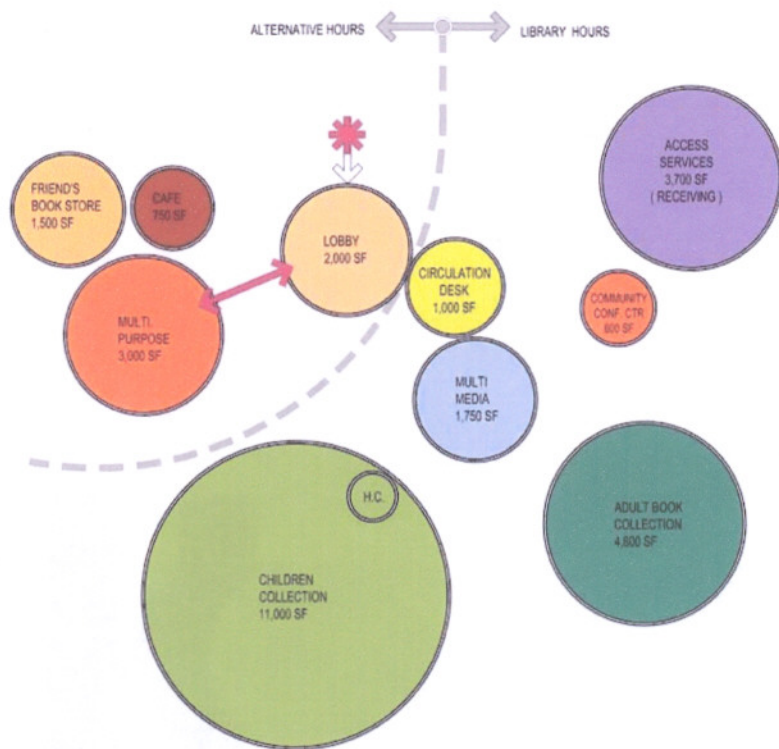 ALTERNATIVE HOURS
LIBRARY HOURS
ACCESS
SERVICES
3,700 SF
( RECEIVING )
FRIEND'S
BOOK STORE
1,500 SF
CAFE
750 SF
LOBBY
2,000 SF
CIRCULATION
DESK
1,000 SF
COMMUNITY
CONF. CTR
600 SF
MULTI.
PURPOSE
3,000 SF
MULTI
MEDIA
1,750 SF
H.C.
ADULT BOOK
COLLECTION
4,600 SF
CHILDREN
COLLECTION
11,000 SF